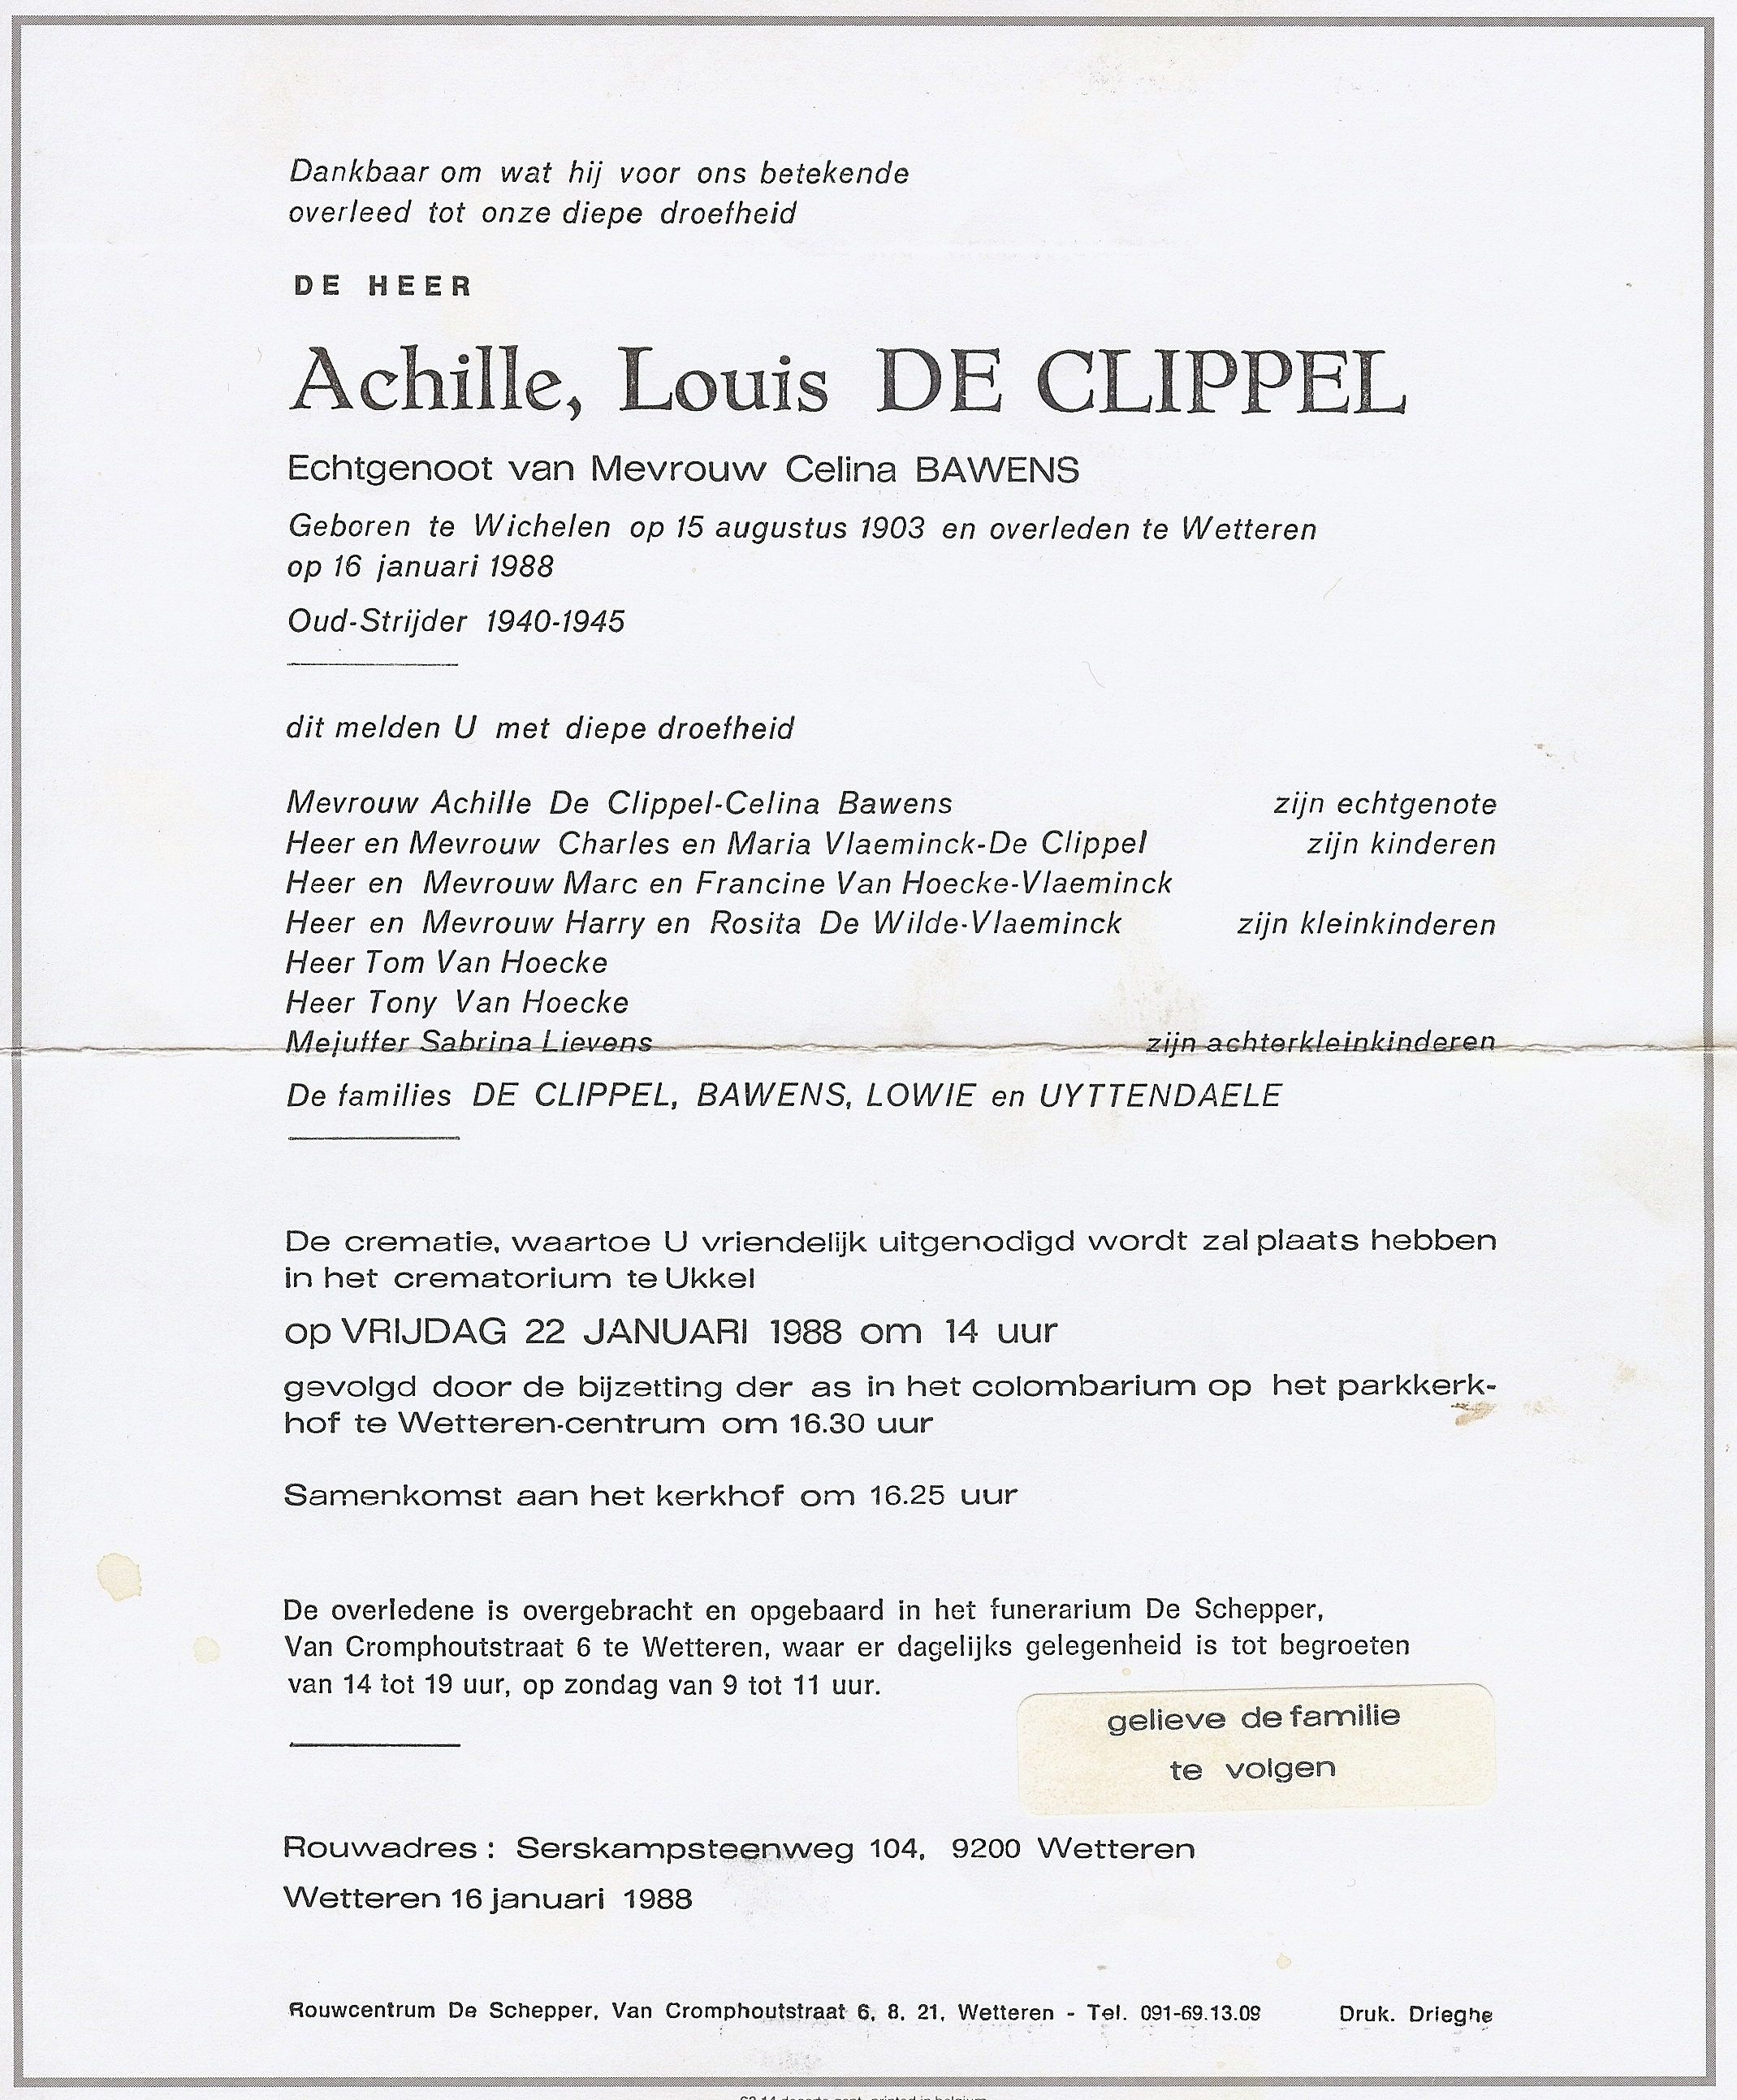 Dankbaar om wat hij voor ons betekende
overleed tot onze diepe droefheid
DE HEER
Achille, Louis DE CLIPPEL
Echtgenoot van Mevrouw Celina BAWENS
Geboren te Wichelen op 15 augustus 1903 en overleden te Wetteren
op 16 januari 1988
Oud-Strijder 1940-1945
dit melden U met diepe droefheid
Mevrouw Achille De Clippel-Celina Bawens zijn echtgenote
Heer en Mevrouw Charles en Maria Vlaeminck-De Clippel zijn kinderen
Heer en Mevrouw Marc en Francine Van Hoecke-Vlaeminck
Heer en Mevrouw Harry en Rosita De Wilde-Vlaeminck zijn kleinkinderen
Heer Tom Van Hoecke
Heer Tony Van Hoecke
Mejuffer Sabrina Lievens zijn achterkleinkinderen
De families DE CLIPPEL, BAWENS, LOWIE en UYTTENDAELE
De crematie, waartoe U vriendelijk uitgenodigd wordt zal plaats hebben
in het crematorium te Ukkel
op VRIJDAG 22 JANUARI 1988 om 14 uur
gevolgd door de bijzetting der as in het colombarium op het parkkerk-
hof te Wetteren-centrum om 16.30 uur
Samenkomst aan het kerkhof om 16.25 uur
De overledene is overgebracht en opgebaard in het funerarium De Schepper,
Van Cromphoutstraat 6 te Wetteren, waar er dagelijks gelegenheid is tot begroeten
van 14 tot 19 uur, op zondag van 9 tot 11 uur.
gelieve de familie
te volgen
Rouwadres : Serskampsteenweg 104, 9200 Wetteren
Wetteren 16 januari 1988
Rouwcentrum De Schepper, Van Cromphoutstraat 6, 8, 21, Wetteren - Tel. 091-69.13.09 Druk. Drieghe